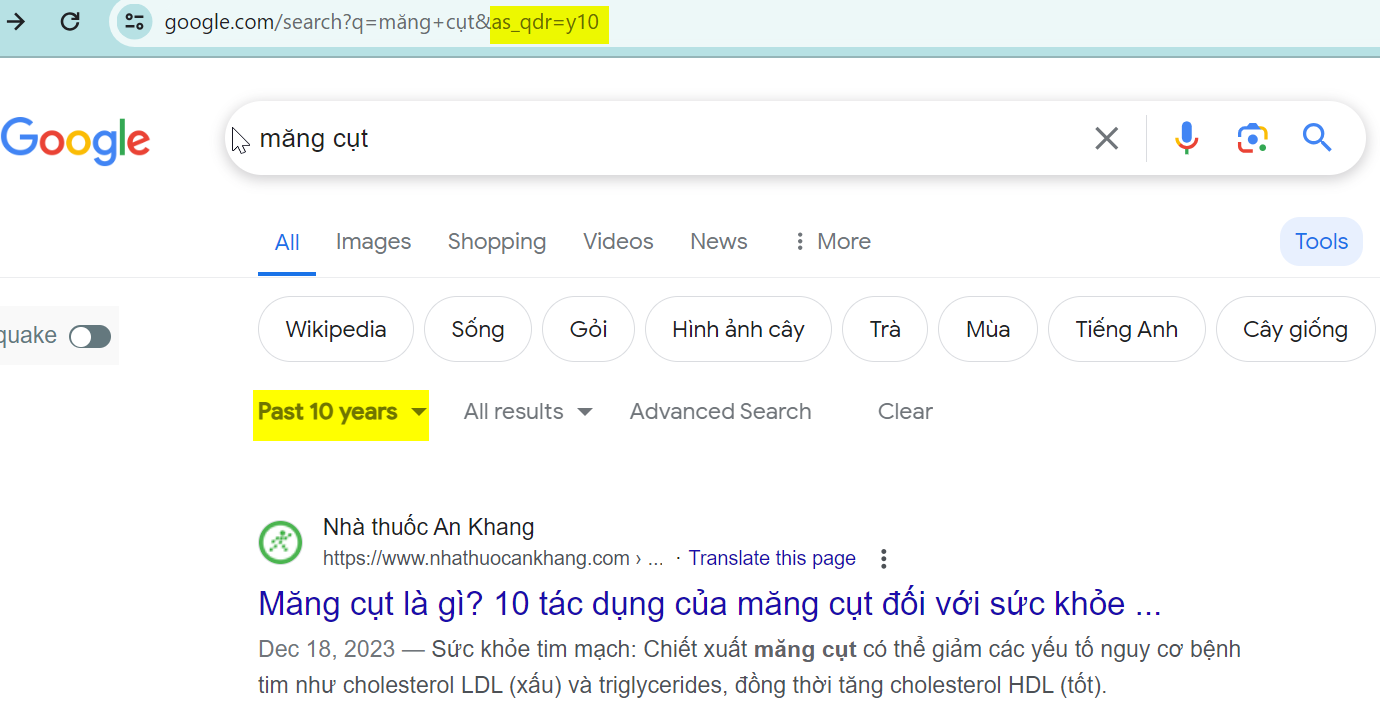 google.com/search?q=măng+cụt&as_qdr=y10
Google
măng cụt
All Images Shopping Videos News More Tools
quake
Wikipedia Sống Gỏi Hình ảnh cây Trà Mùa Tiếng Anh Cây giống
Past 10 years All results Advanced Search Clear
Nhà thuốc An Khang
https://www.nhathuocankhang.com › ... · Translate this page
Măng cụt là gì? 10 tác dụng của măng cụt đối với sức khỏe ...
Dec 18, 2023 — Sức khỏe tim mạch: Chiết xuất măng cụt có thể giảm các yếu tố nguy cơ bệnh
tim như cholesterol LDL (xấu) và triglycerides, đồng thời tăng cholesterol HDL (tốt).